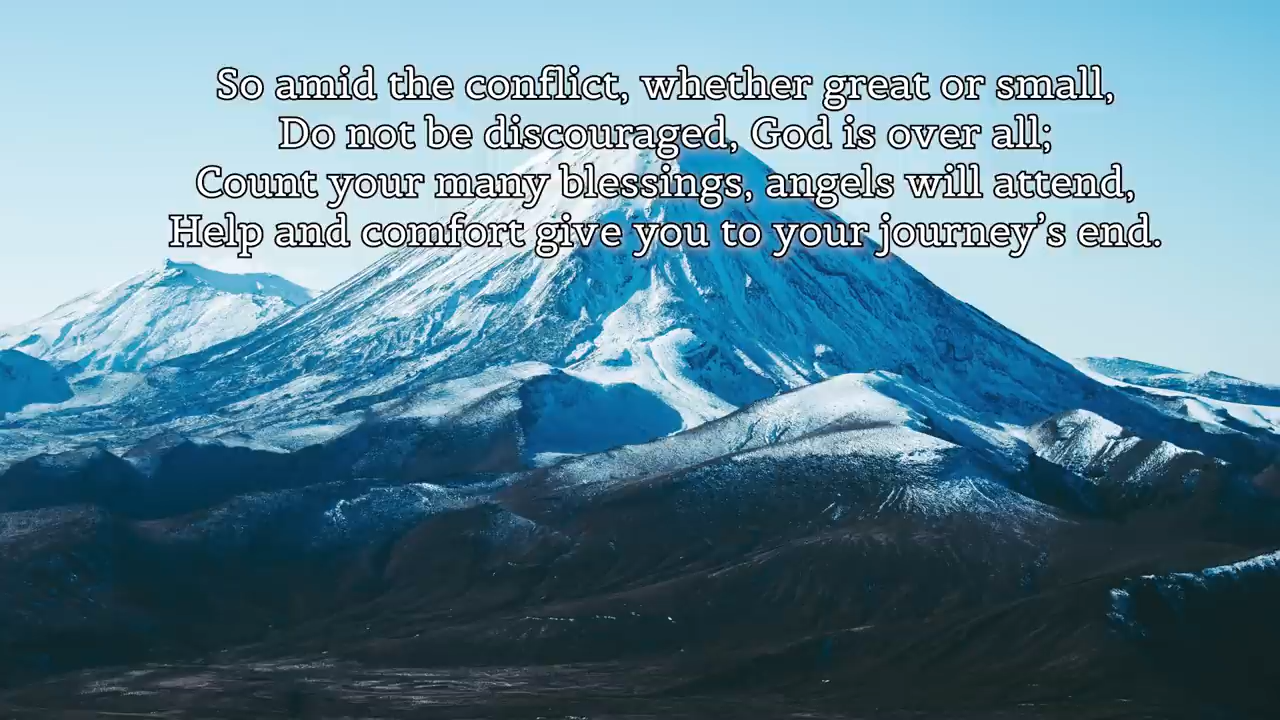 So amid the conflict, whether great or small,
Do not be discouraged, God is over all;
Count your many blessings, angels will attend,
Help and comfort give you to your journey’s end.